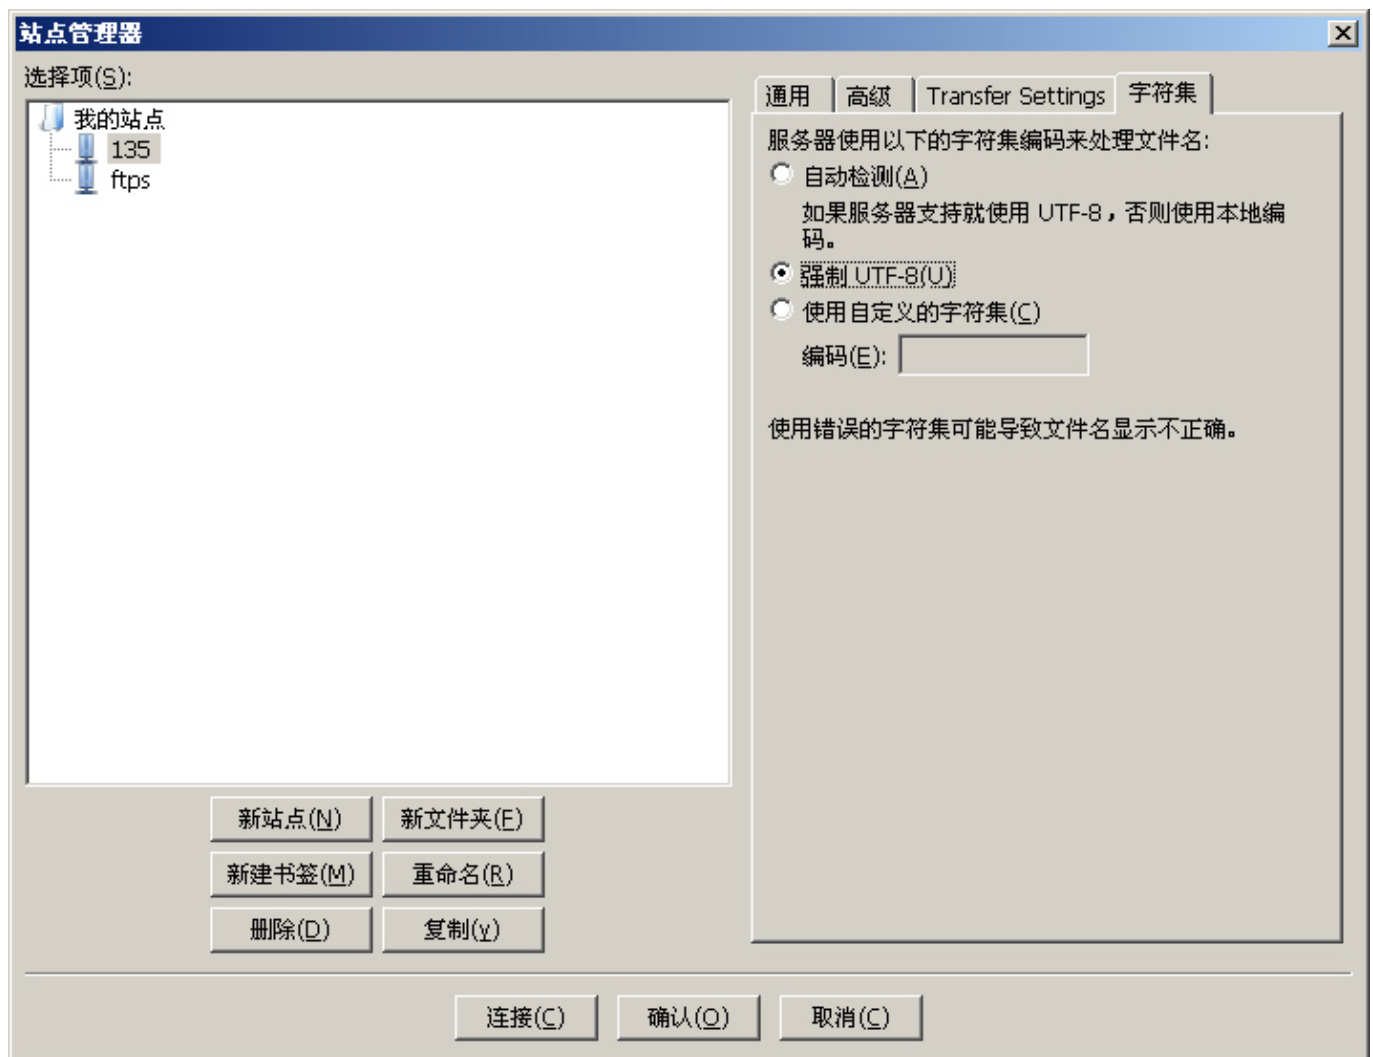 站点管理器
选择项(S):
我的站点
135
ftps
通用
高级
Transfer Settings
字符集
服务器使用以下的字符集编码来处理文件名:
自动检测(A)
如果服务器支持就使用 UTF-8，否则使用本地编
码。
强制 UTF-8(U)
使用自定义的字符集(C)
编码(E):
使用错误的字符集可能导致文件名显示不正确。
新站点(N)
新文件夹(F)
新建书签(M)
重命名(R)
删除(D)
复制(y)
连接(C)
确认(O)
取消(C)